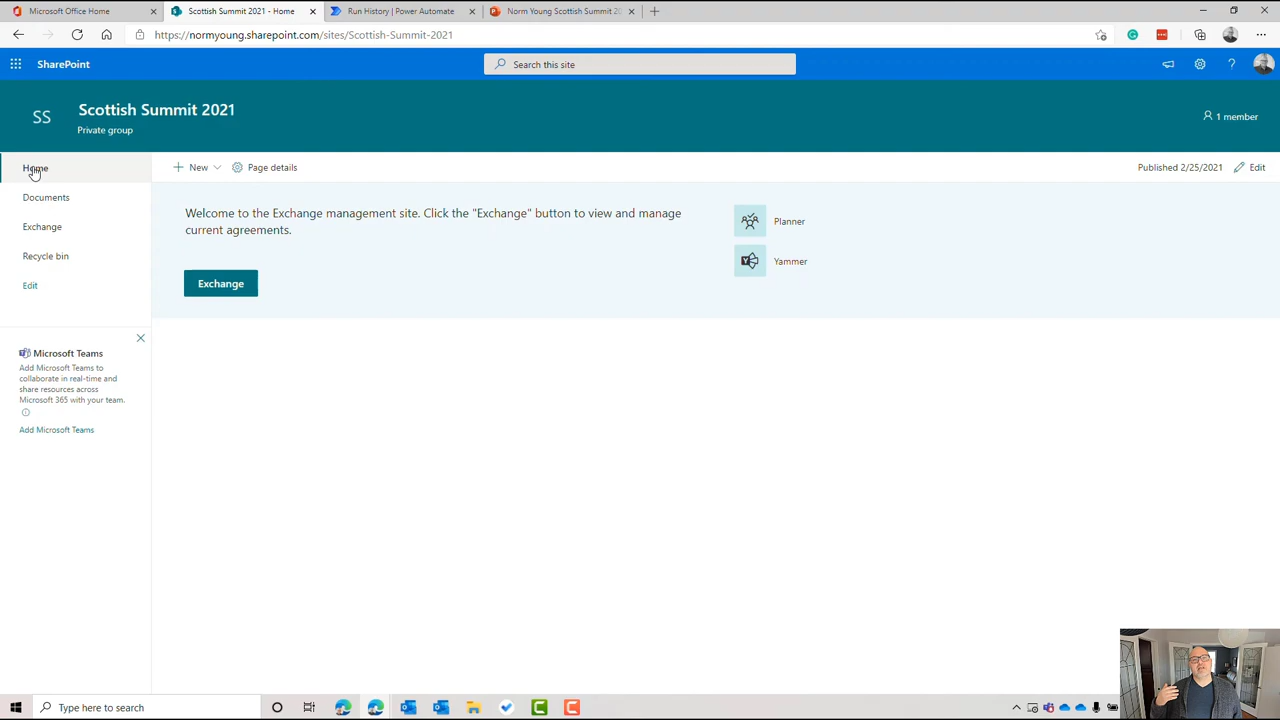 Microsoft Office Home
Scottish Summit 2021 - Home
Run History | Power Automate
Norm Young Scottish Summit 20
https://normyoung.sharepoint.com/sites/Scottish-Summit-2021
SharePoint
Search this site
?
SS
Scottish Summit 2021
Private group
1 member
Home
New
Page details
Published 2/25/2021
Edit
Documents
Exchange
Recycle bin
Edit
Welcome to the Exchange management site. Click the "Exchange" button to view and manage
current agreements.
Exchange
Planner
Yammer
Microsoft Teams
Add Microsoft Teams to
collaborate in real-time and
share resources across
Microsoft 365 with your team.
Add Microsoft Teams
Type here to search